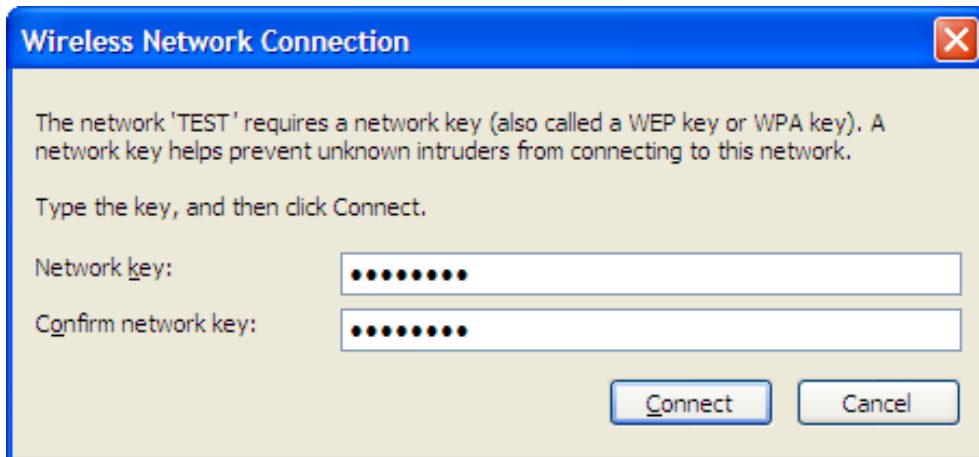 Wireless Network Connection
The network 'TEST ' requires a network key (also called a WEP key or WPA key). A
network key helps prevent unknown intruders from connecting to this network.
Type the key, and then click Connect.
Network key: ••••••••
Confirm network key: ••••••••
Connect Cancel